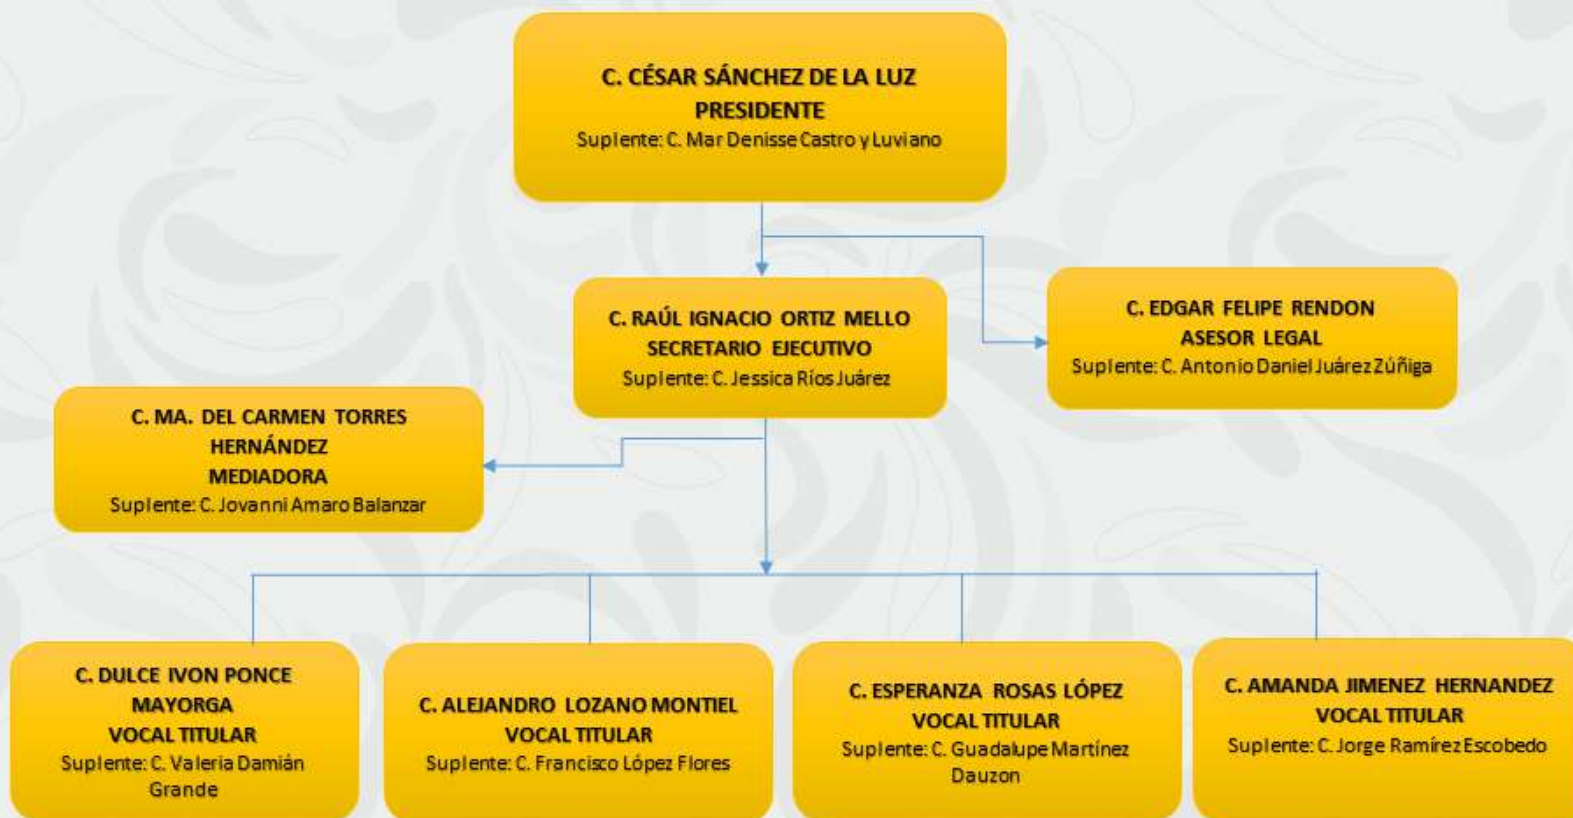 C. CÉSAR SÁNCHEZ DE LA LUZ
PRESIDENTE
Suplente: C. Mar Denisse Castro y Luviano
C. RAÚL IGNACIO ORTIZ MELLO
SECRETARIO EJECUTIVO
Suplente: C. Jessica Ríos Juárez
C. EDGAR FELIPE RENDON
ASESOR LEGAL
Suplente: C. Antonio Daniel Juárez Zúñiga
C. MA. DEL CARMEN TORRES
HERNÁNDEZ
MEDIADORA
Suplente: C. Jovanni Amaro Balanzar
C. DULCE IVON PONCE
MAYORGA
VOCAL TITULAR
Suplente: C. Valeria Damián
Grande
C. ALEJANDRO LOZANO MONTIEL
VOCAL TITULAR
Suplente: C. Francisco López Flores
C. ESPERANZA ROSAS LÓPEZ
VOCAL TITULAR
Suplente: C. Guadalupe Martínez
Dauzon
C. AMANDA JIMENEZ HERNANDEZ
VOCAL TITULAR
Suplente: C. Jorge Ramírez Escobedo